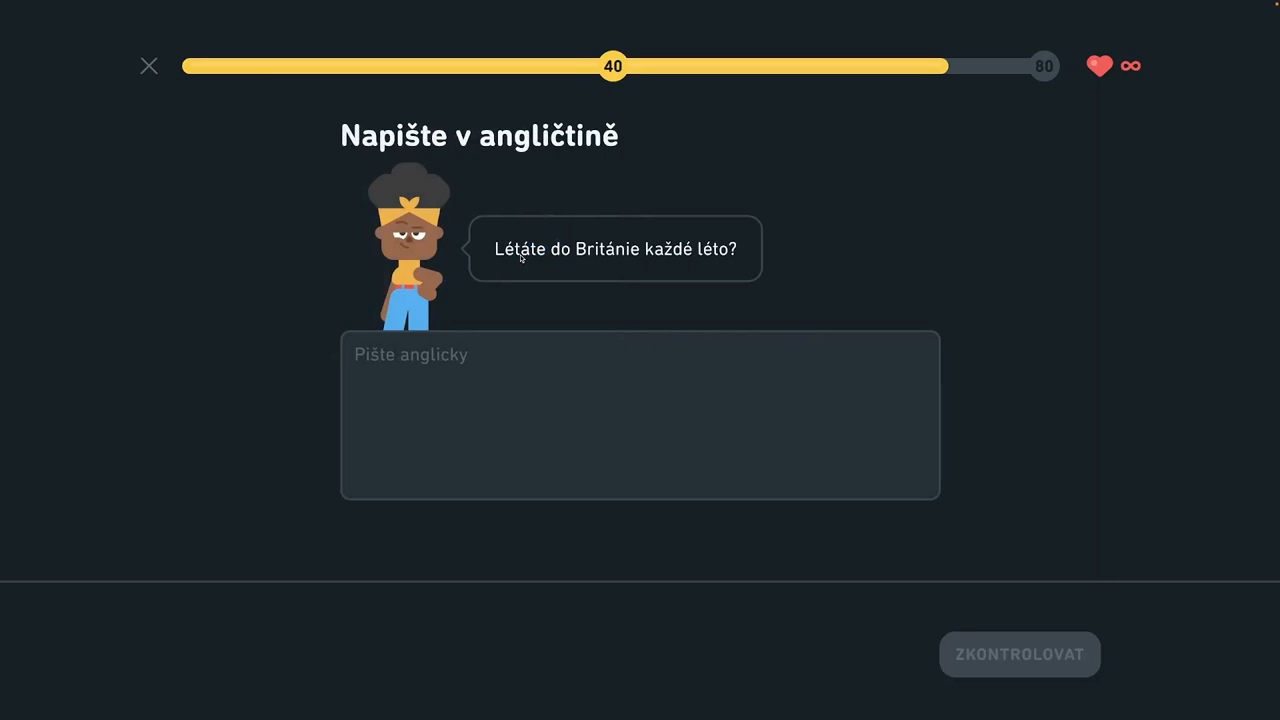 40
80
∞
Napište v angličtině
Létáte do Británie každé léto?
Pište anglicky
ZKONTROLOVAT